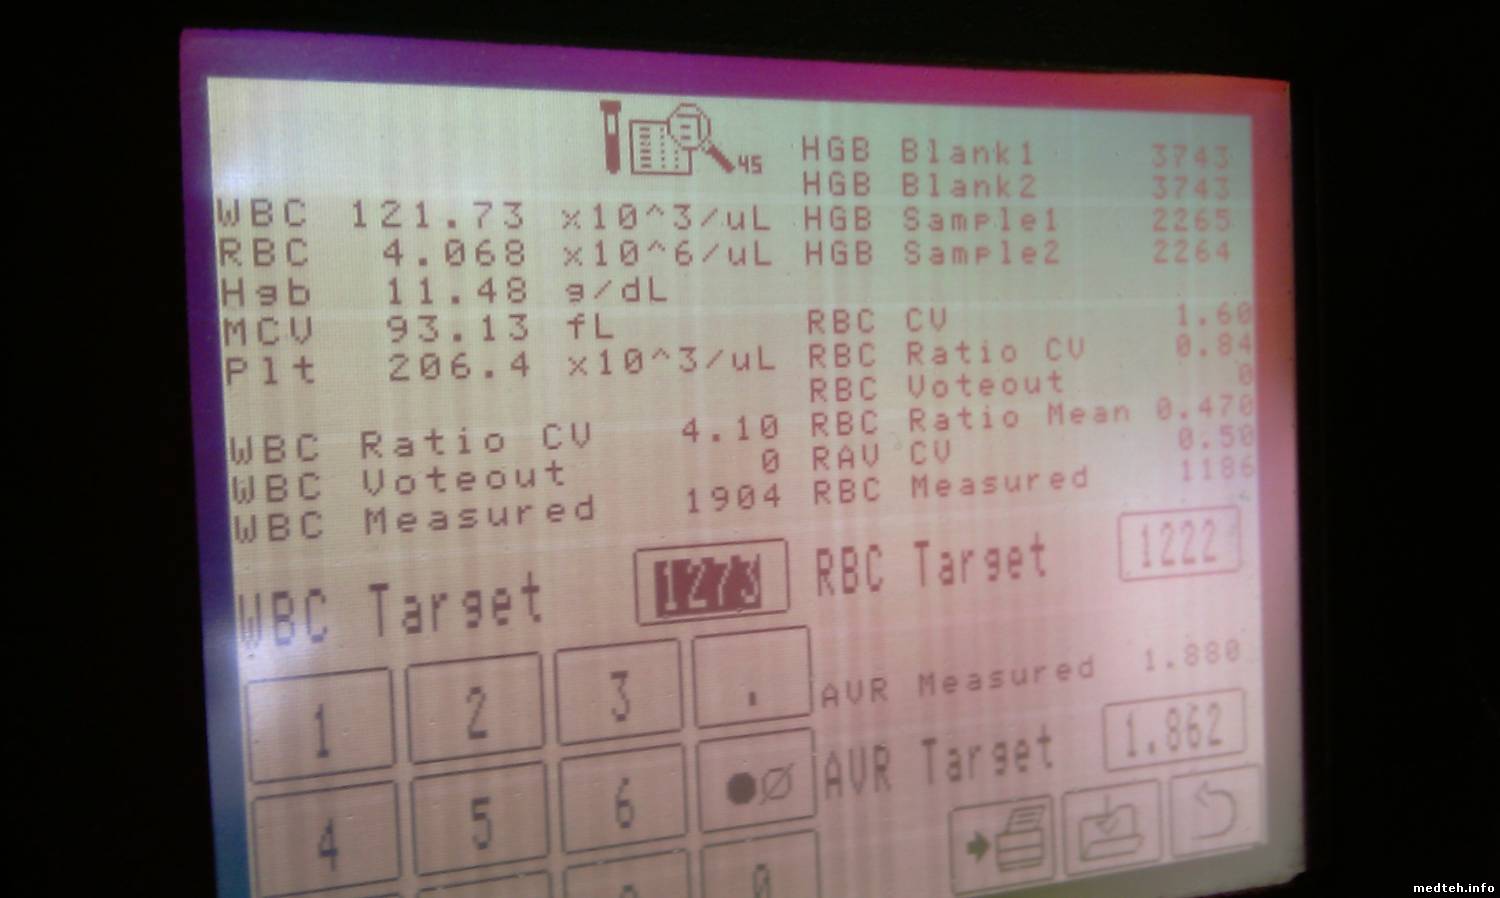 45
WBC 121.73 x10^3/uL
RBC 4.068 x10^6/uL
Hgb 11.48 g/dL
MCV 93.13 fL
Plt 206.4 x10^3/uL
WBC Ratio CV 4.10
WBC Voteout 0
WBC Measured 1904
WBC Target 1273
1 2 3 .
4 5 6
0
HGB Blank1 3743
HGB Blank2 3743
HGB Sample1 2265
HGB Sample2 2264
RBC CV 1.60
RBC Ratio CV 0.84
RBC Voteout 0
RBC Ratio Mean 0.470
RAV CV 0.50
RBC Measured 1186
RBC Target 1222
AVR Measured 1.880
AVR Target 1.862
medteh.info